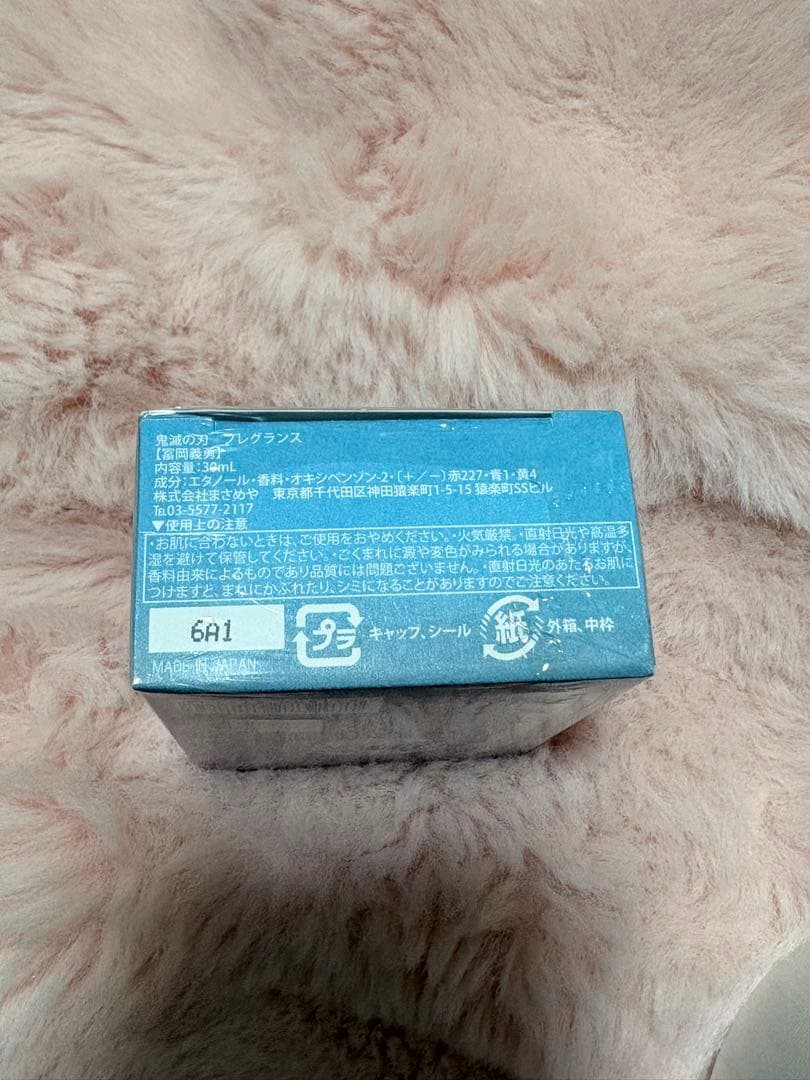 鬼滅の刃　フレグランス
【冨岡義勇】
内容量：30mL
成分：エタノール・香料・オキシベンゾン-2・(＋／－)赤227・青1・黄4
株式会社まさめや　東京都千代田区神田猿楽町1-5-15 猿楽町SSビル
℡03-5577-2117
▼使用上の注意
・お肌に合わないときは、ご使用をおやめください。・火気厳禁。・直射日光や高温多
湿を避けて保管してください。・ごくまれに澱や変色がみられる場合がありますが、
香料由来によるものであり品質には問題ございません。・直射日光のあたるお肌に
つけますと、まれにかぶれたり、シミになることがありますのでご注意ください。
6A1
プラ キャップ、シール
紙 外箱、中枠
MADE IN JAPAN